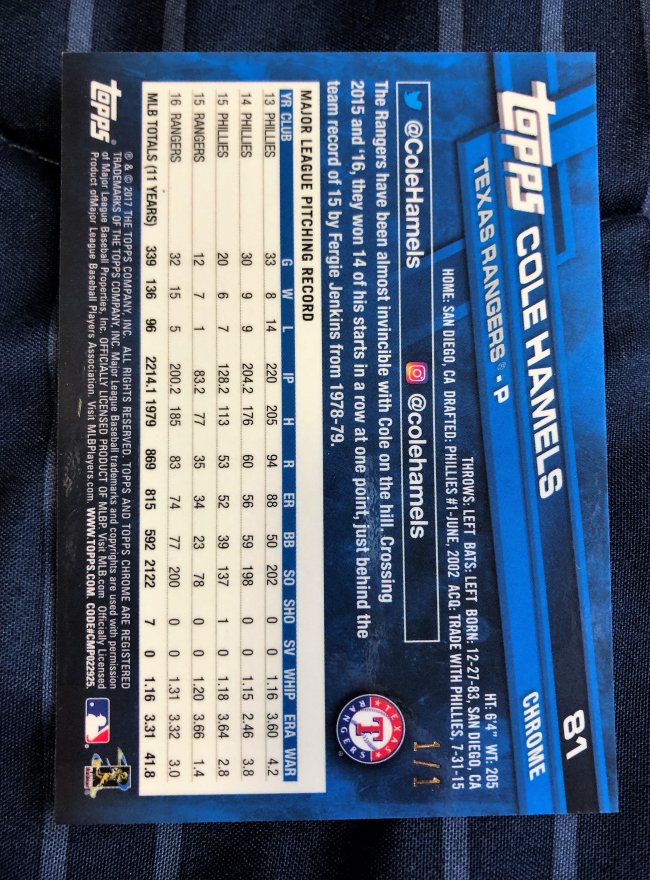 topps COLE HAMELS 81
TEXAS RANGERS® • P CHROME
HT: 6'4" WT: 205
THROWS: LEFT BATS: LEFT BORN: 12-27-83, SAN DIEGO, CA
HOME: SAN DIEGO, CA DRAFTED: PHILLIES #1-JUNE, 2002 ACQ: TRADE WITH PHILLIES, 7-31-15
@ColeHamels @colehamels
1/1
The Rangers have been almost invincible with Cole on the hill. Crossing
2015 and '16, they won 14 of his starts in a row at one point, just behind the
team record of 15 by Fergie Jenkins from 1978-79.
TEXAS RANGERS T
MAJOR LEAGUE PITCHING RECORD
YR CLUB G W L IP H R ER BB SO SHO SV WHIP ERA WAR
13 PHILLIES 33 8 14 220 205 94 88 50 202 0 0 1.16 3.60 4.2
14 PHILLIES 30 9 9 204.2 176 60 56 59 198 0 0 1.15 2.46 3.8
15 PHILLIES 20 6 7 128.2 113 53 52 39 137 1 0 1.18 3.64 2.8
15 RANGERS 12 7 1 83.2 77 35 34 23 78 0 0 1.20 3.66 1.4
16 RANGERS 32 15 5 200.2 185 83 74 77 200 0 0 1.31 3.32 3.0
MLB TOTALS (11 YEARS) 339 136 96 2214.1 1979 869 815 592 2122 7 0 1.16 3.31 41.8
topps®
® & © 2017 THE TOPPS COMPANY, INC. ALL RIGHTS RESERVED. TOPPS AND TOPPS CHROME ARE REGISTERED
TRADEMARKS OF THE TOPPS COMPANY, INC. Major League Baseball trademarks and copyrights are used with permission
of Major League Baseball Properties, Inc. OFFICIALLY LICENSED PRODUCT OF MLBP. Visit MLB.com Officially Licensed
Product ofMajor League Baseball Players Association. Visit MLBPlayers.com. WWW.TOPPS.COM. CODE#CMP022925.